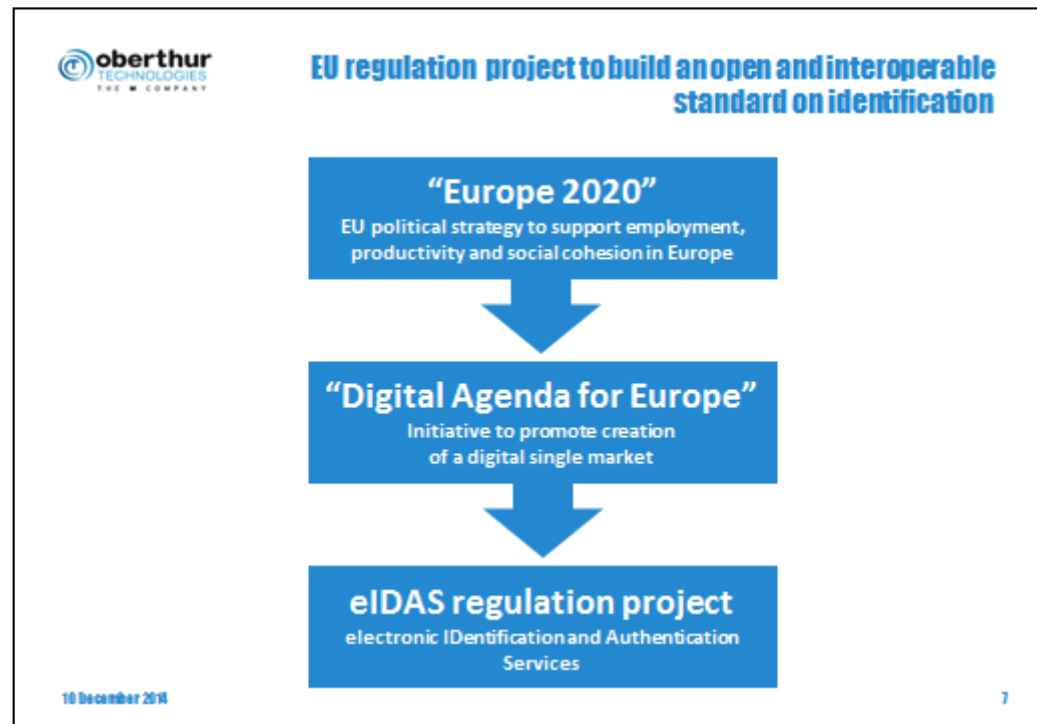 oberthur
TECHNOLOGIES
THE M COMPANY
EU regulation project to build an open and interoperable
standard on identification
“Europe 2020”
EU political strategy to support employment,
productivity and social cohesion in Europe
“Digital Agenda for Europe”
Initiative to promote creation
of a digital single market
eIDAS regulation project
electronic IDentification and Authentication
Services
10 December 2014
7